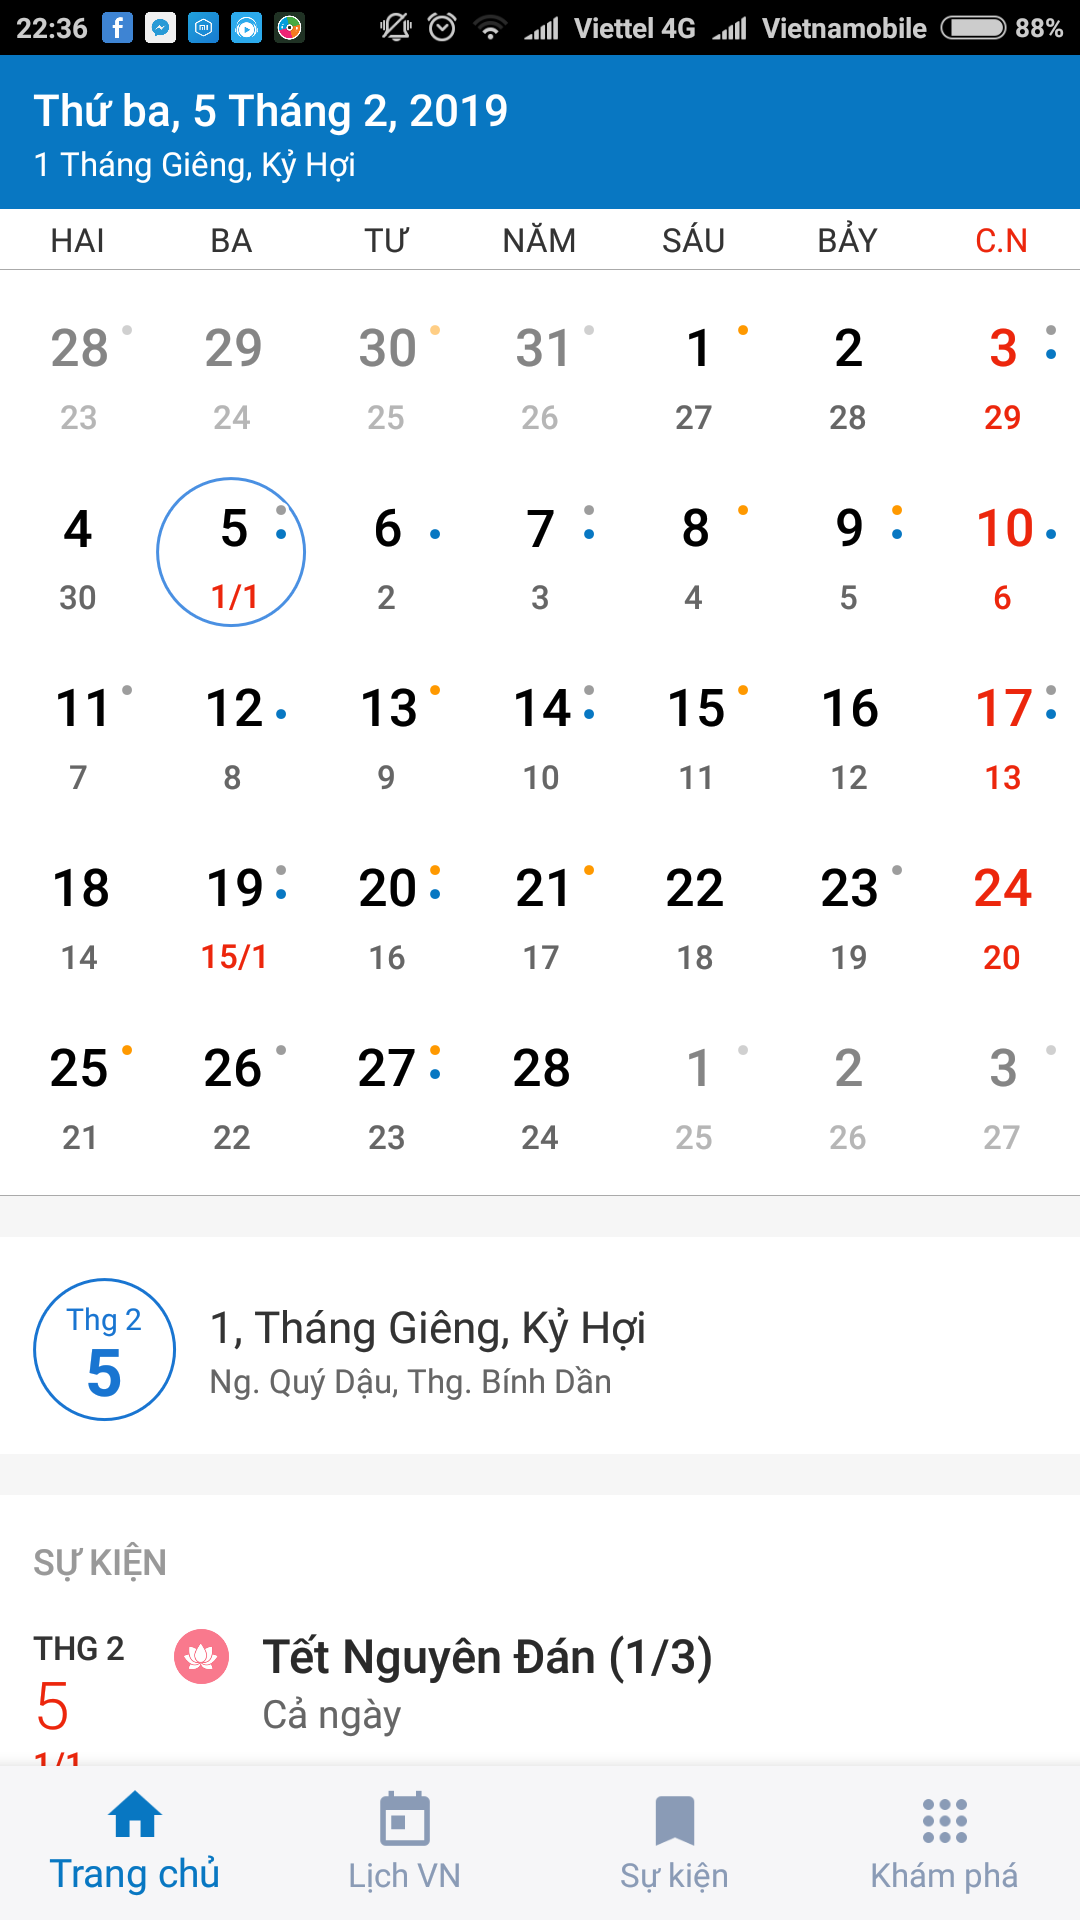 22:36 Viettel 4G Vietnamobile 88%
Thứ ba, 5 Tháng 2, 2019
1 Tháng Giêng, Kỷ Hợi
HAI BA TƯ NĂM SÁU BẢY C.N
28 29 30 31 1 2 3
23 24 25 26 27 28 29
4 5 6 7 8 9 10
30 1/1 2 3 4 5 6
11 12 13 14 15 16 17
7 8 9 10 11 12 13
18 19 20 21 22 23 24
14 15/1 16 17 18 19 20
25 26 27 28 1 2 3
21 22 23 24 25 26 27
Thg 2
5
1, Tháng Giêng, Kỷ Hợi
Ng. Quý Dậu, Thg. Bính Dần
SỰ KIỆN
THG 2
5
1/1
Tết Nguyên Đán (1/3)
Cả ngày
Trang chủ Lịch VN Sự kiện Khám phá